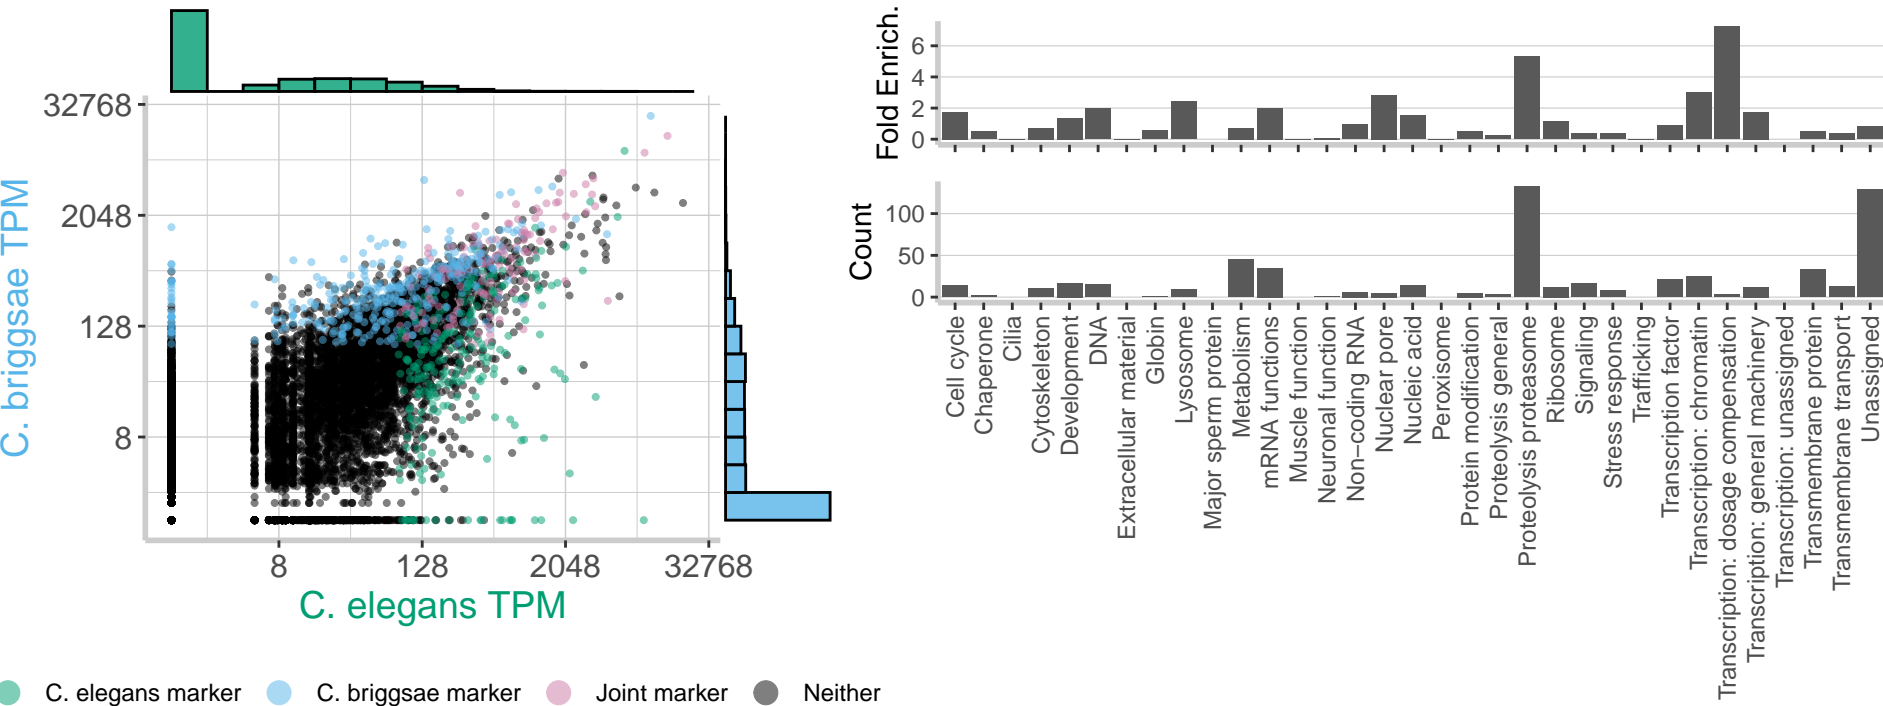 32768
2048
128
8
C. briggsae TPM
8
128
2048
32768
C. elegans TPM
C. elegans marker
C. briggsae marker
Joint marker
Neither
Fold Enrich.
6
4
2
0
Count
100
50
0
Cell cycle
Chaperone
Cilia
Cytoskeleton
Development
DNA
Extracellular material
Globin
Lysosome
Major sperm protein
Metabolism
mRNA functions
Muscle function
Neuronal function
Non−coding RNA
Nuclear pore
Nucleic acid
Peroxisome
Protein modification
Proteolysis general
Proteolysis proteasome
Ribosome
Signaling
Stress response
Trafficking
Transcription factor
Transcription: chromatin
Transcription: dosage compensation
Transcription: general machinery
Transcription: unassigned
Transmembrane protein
Transmembrane transport
Unassigned